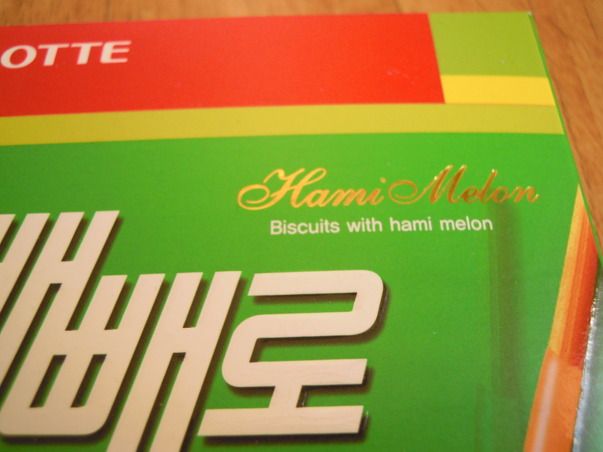 OTTE
Hami Melon
Biscuits with hami melon
빼로